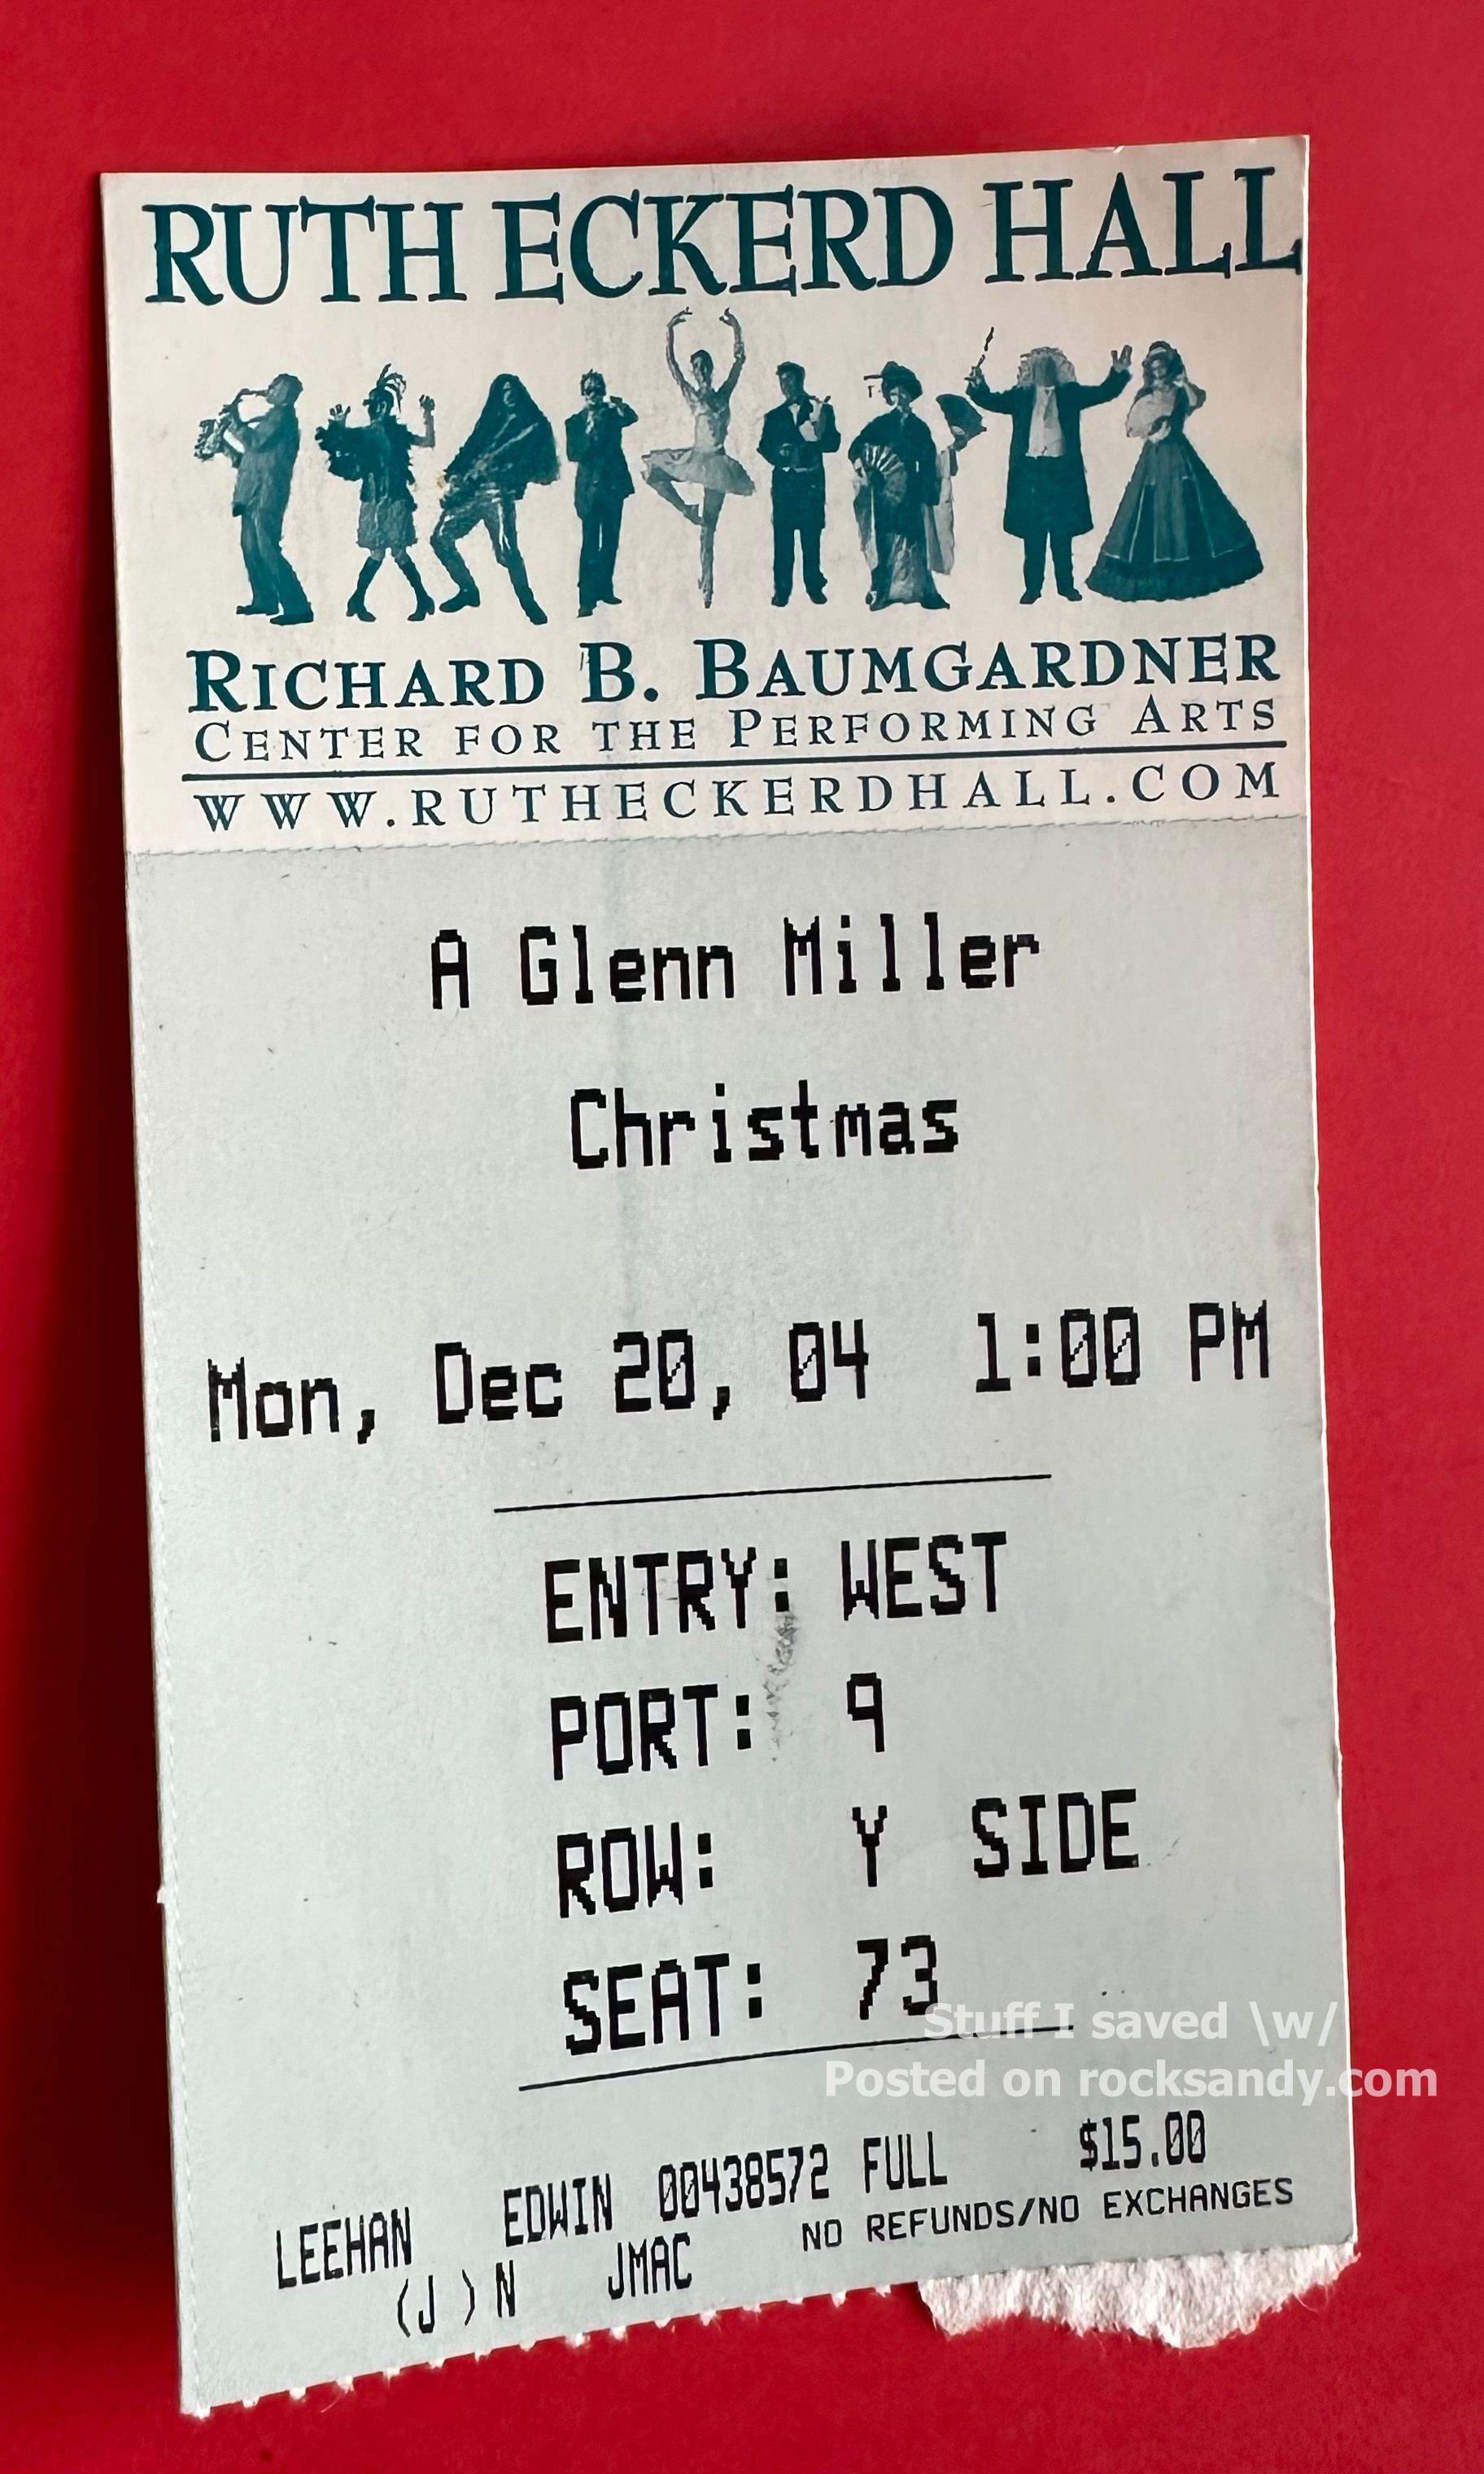 RUTH ECKERD HALL
RICHARD B. BAUMGARDNER
CENTER FOR THE PERFORMING ARTS
WWW.RUTHECKERDHALL.COM
A Glenn Miller
Christmas
Mon, Dec 20, 04 1:00 PM
ENTRY: WEST
PORT: 9
ROW: Y SIDE
SEAT: 73
Stuff I saved \w/
Posted on rocksandy.com
LEEHAN EDWIN 00438572 FULL $15.00
(J ) N JMAC NO REFUNDS/NO EXCHANGES